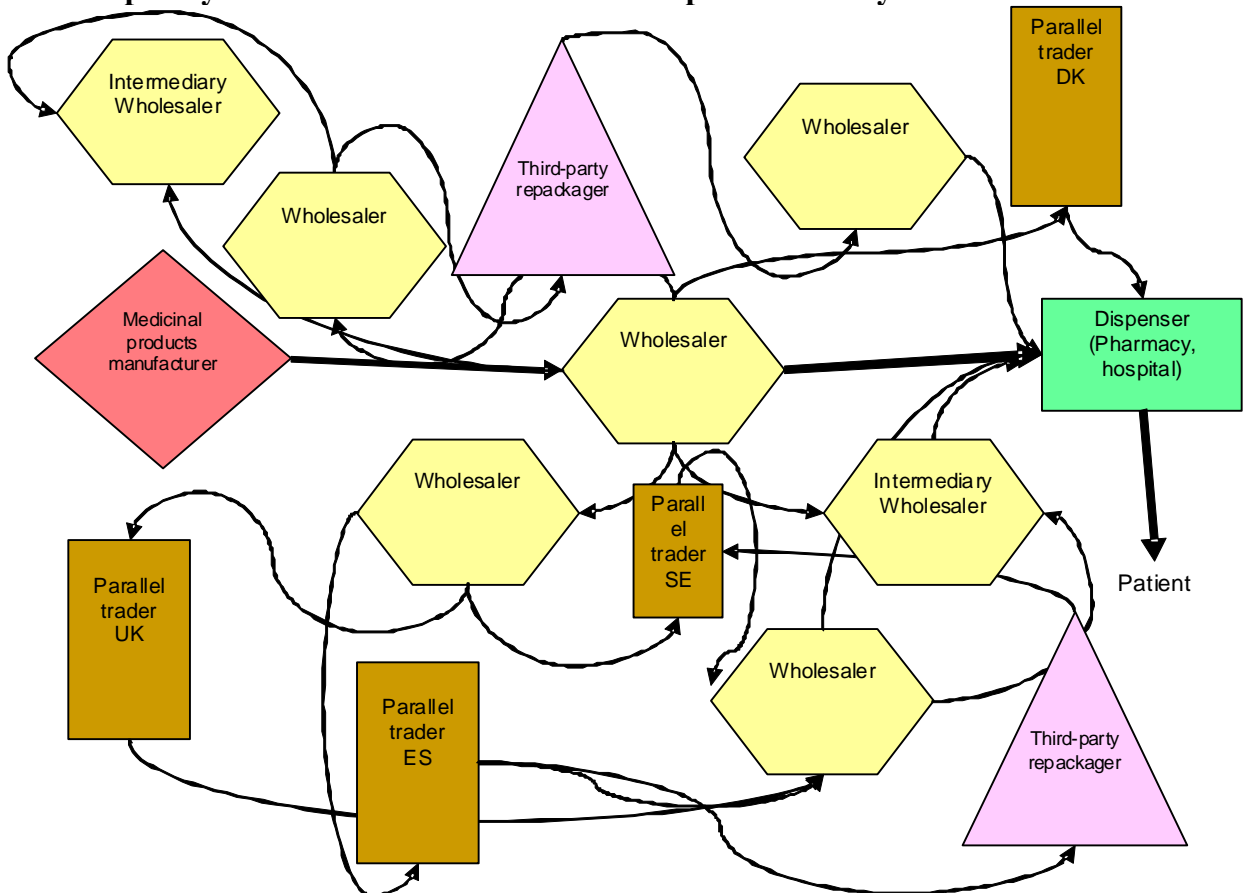 Parallel
trader
DK
Intermediary
Wholesaler
Wholesaler
Third-party
repackager
Wholesaler
Medicinal
products
manufacturer
Wholesaler
Dispenser
(Pharmacy,
hospital)
Wholesaler
Intermediary
Wholesaler
Parall
el
trader
SE
Parallel
trader
UK
Patient
Wholesaler
Parallel
trader
ES
Third-party
repackager